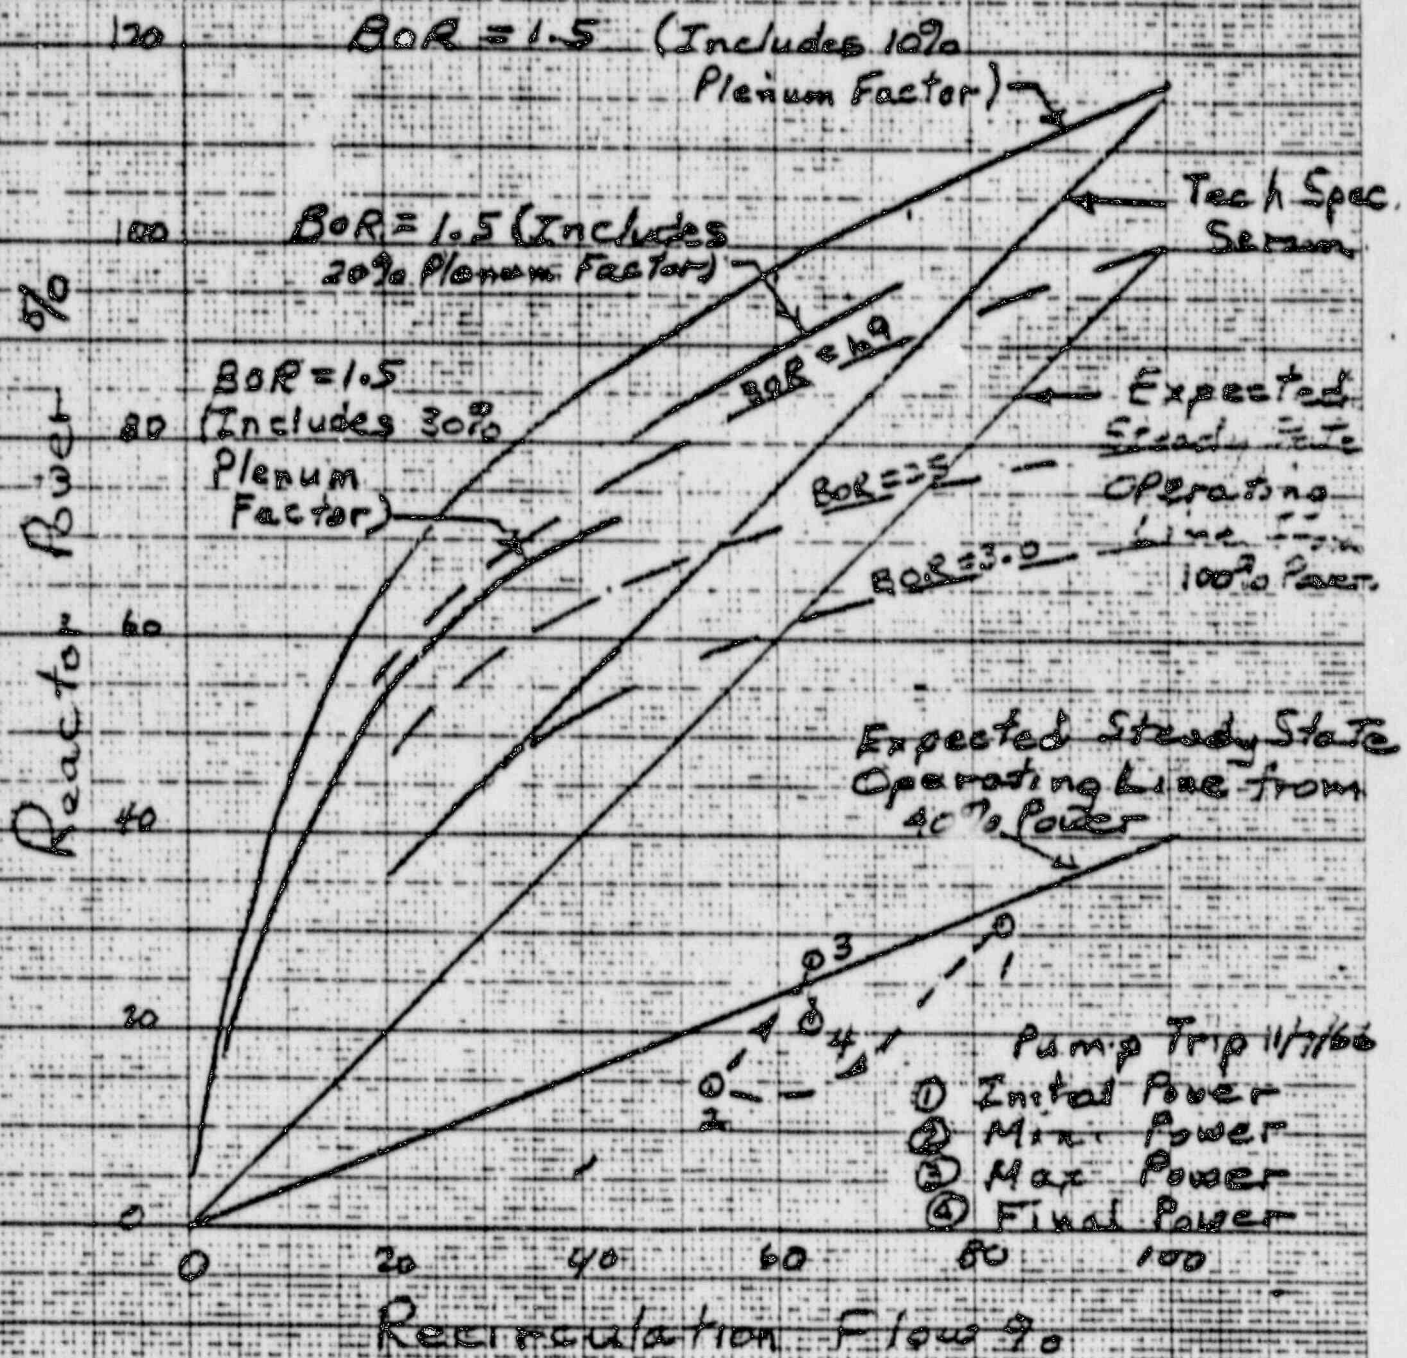 120
BOR = 1.5 (Includes 10%
Plenum Factor)
Tech Spec.
100
BOR = 1.5 (Includes
20% Plenum Factor)
%
BOR =
BOR = 1.5
(Includes 30%
Plenum
Factor)
80
Expected
Steady State
Operating
Line
100% Power.
BOR =
BOR = 3.0
Reactor Power
60
Expected Steady State
Operating Line from
40% Power
40
3
1
20
4
2
Pump Trip 11/7/66
① Initial Power
② Min. Power
③ Max Power
④ Final Power
0
0 20 40 60 80 100
Recirculation Flow %